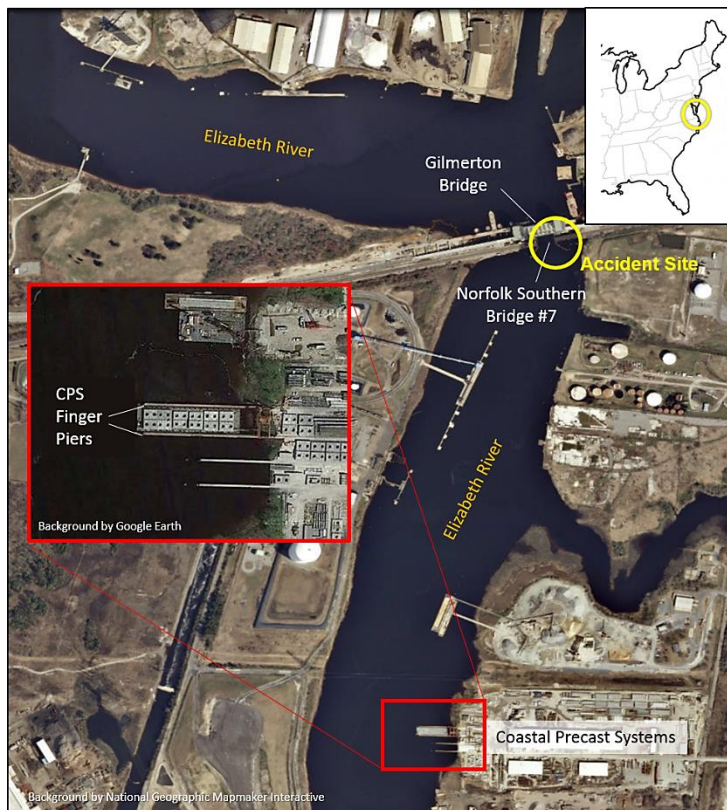 Elizabeth River
Gilmerton
Bridge
Accident Site
Norfolk Southern
Bridge #7
CPS
Finger
Piers
Background by Google Earth
Elizabeth River
Coastal Precast Systems
Background by National Geographic Mapmaker Interactive